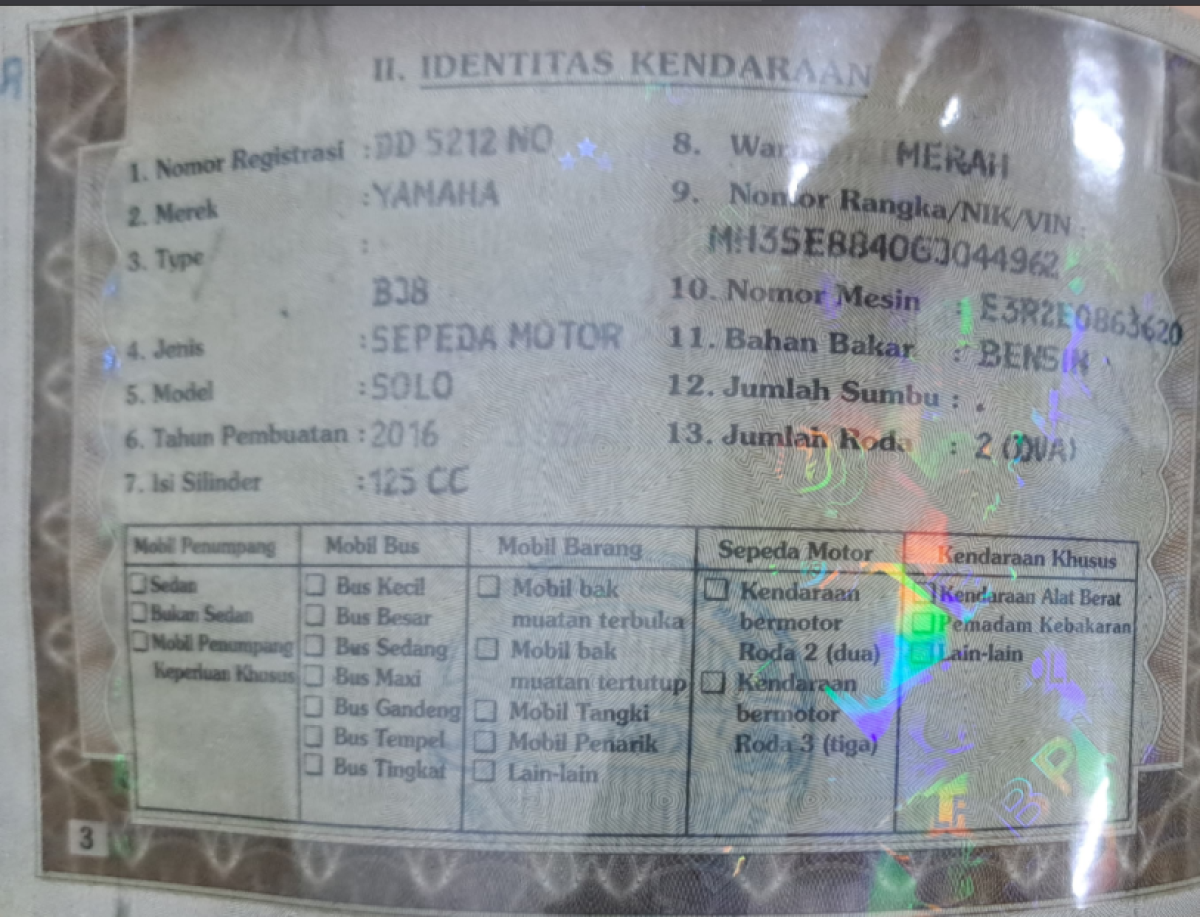 II. IDENTITAS KENDARAAN
1. Nomor Registrasi : DD 5212 NO
2. Merek : YAMAHA
3. Type :
BJ8
4. Jenis : SEPEDA MOTOR
5. Model : SOLO
6. Tahun Pembuatan : 2016
7. Isi Silinder : 125 CC
8. MERAH
9. Nomor Rangka/NIK/VIN :
MH3SE8840GJ044962
10. Nomor Mesin : E3R2E0863620
11. Bahan Bakar : BENSIN
12. Jumlah Sumbu : .
13. Jumlah Roda : 2 (DUA)
Mobil Penumpang
Sedan
Bukan Sedan
Mobil Penumpang
Keperluan Khusus
Mobil Bus
Bus Kecil
Bus Besar
Bus Sedang
Bus Maxi
Bus Gandeng
Bus Tempel
Bus Tingkat
Mobil Barang
Mobil bak
muatan terbuka
Mobil bak
muatan tertutup
Mobil Tangki
Mobil Penarik
Lain-lain
Sepeda Motor
Kendaraan
bermotor
Roda 2 (dua)
Kendaraan
bermotor
Roda 3 (tiga)
Kendaraan Khusus
Kendaraan Alat Berat
Pemadam Kebakaran
Lain-lain
3